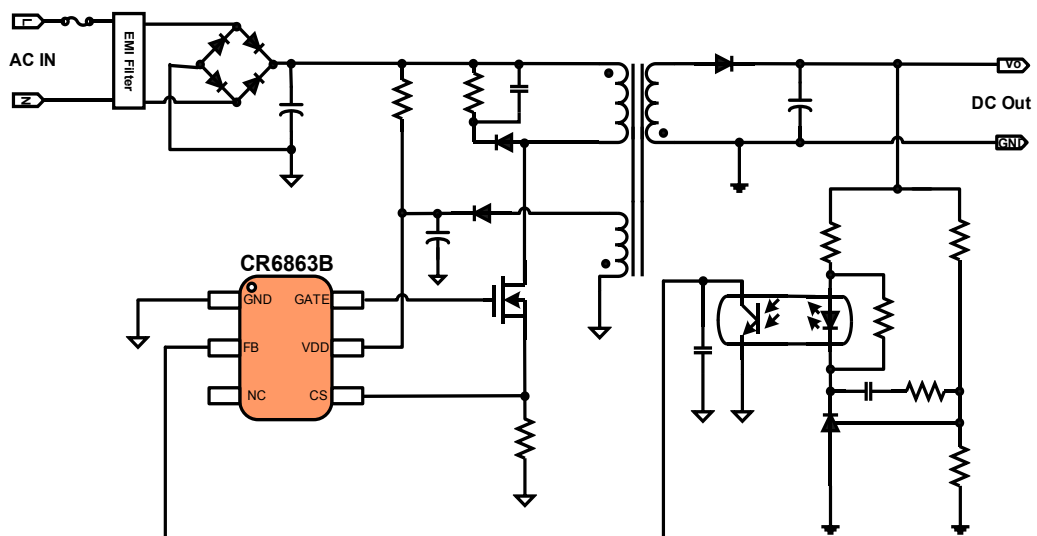 L
AC IN
N
EMI Filter
Vo
DC Out
GND
CR6863B
GND
GATE
FB
VDD
NC
CS